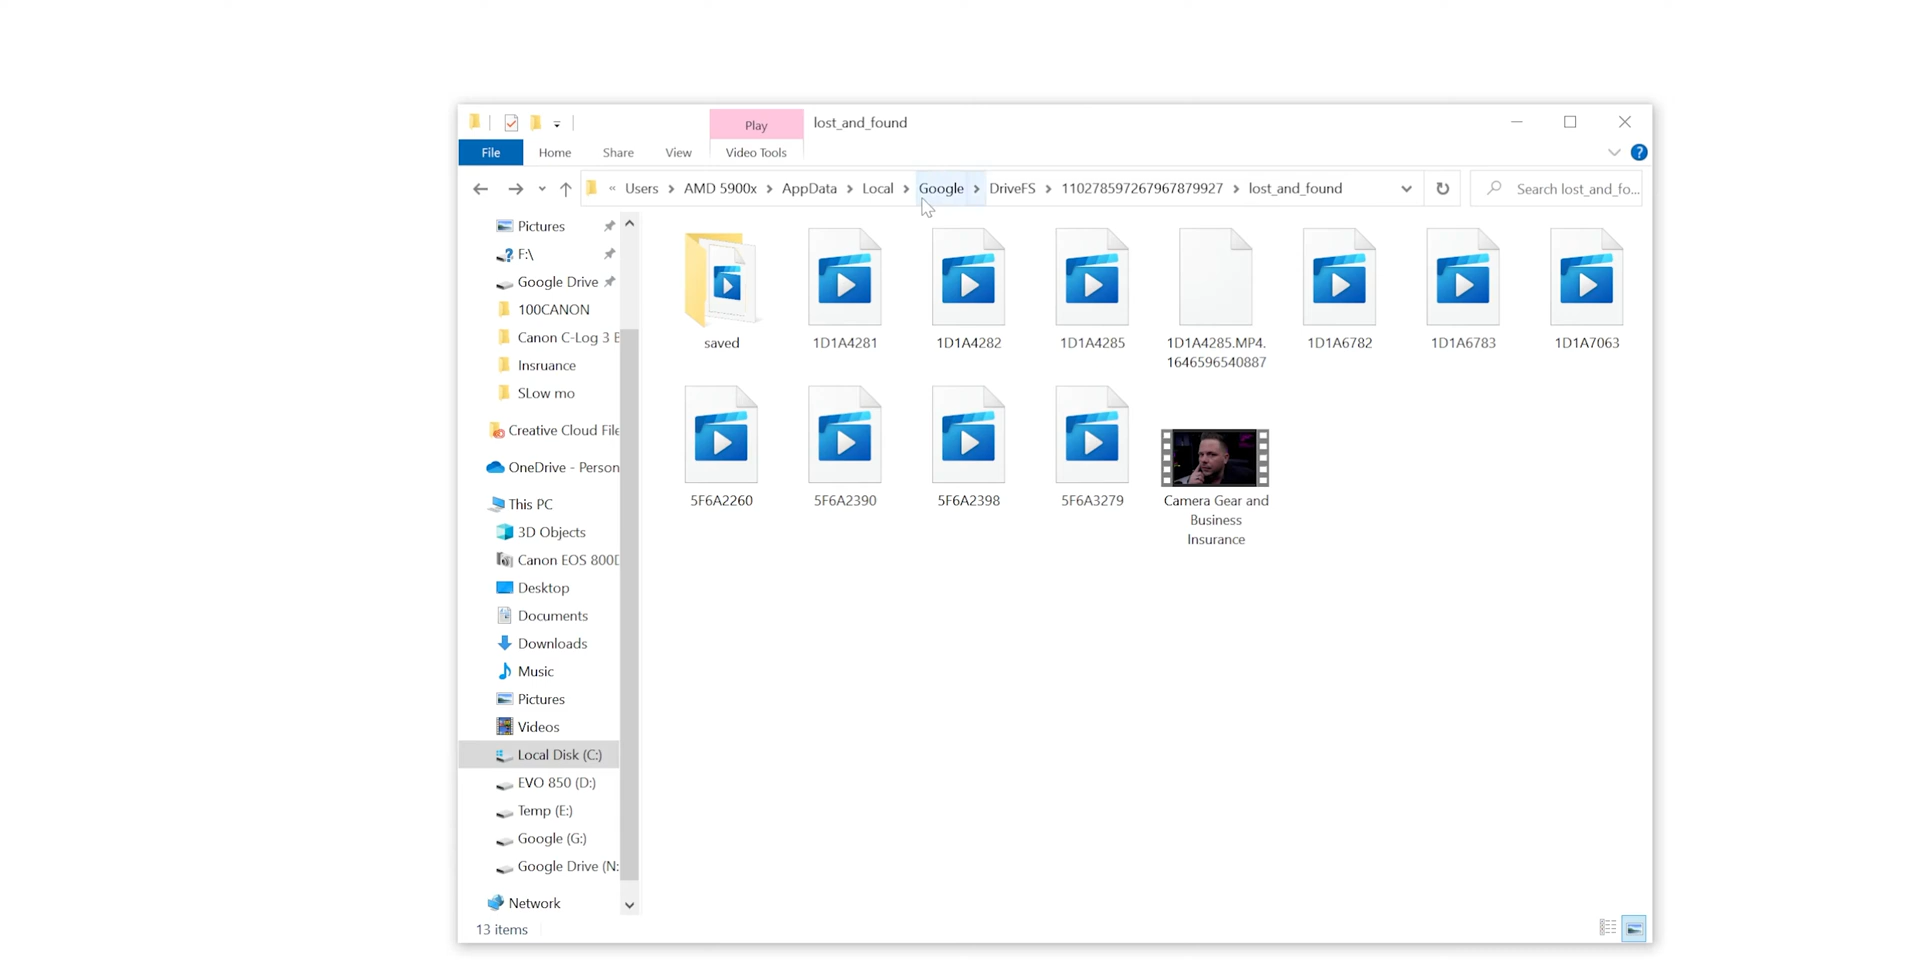 Play
lost_and_found
File
Home
Share
View
Video Tools
« Users > AMD 5900x > AppData > Local > Google > DriveFS > 110278597267967879927 > lost_and_found
Search lost_and_fo...
Pictures
F:\
Google Drive
100CANON
Canon C-Log 3 E
Insruance
SLow mo
Creative Cloud File
OneDrive - Person
This PC
3D Objects
Canon EOS 800D
Desktop
Documents
Downloads
Music
Pictures
Videos
Local Disk (C:)
EVO 850 (D:)
Temp (E:)
Google (G:)
Google Drive (N:
Network
saved
1D1A4281
1D1A4282
1D1A4285
1D1A4285.MP4.
1646596540887
1D1A6782
1D1A6783
1D1A7063
5F6A2260
5F6A2390
5F6A2398
5F6A3279
Camera Gear and
Business
Insurance
13 items